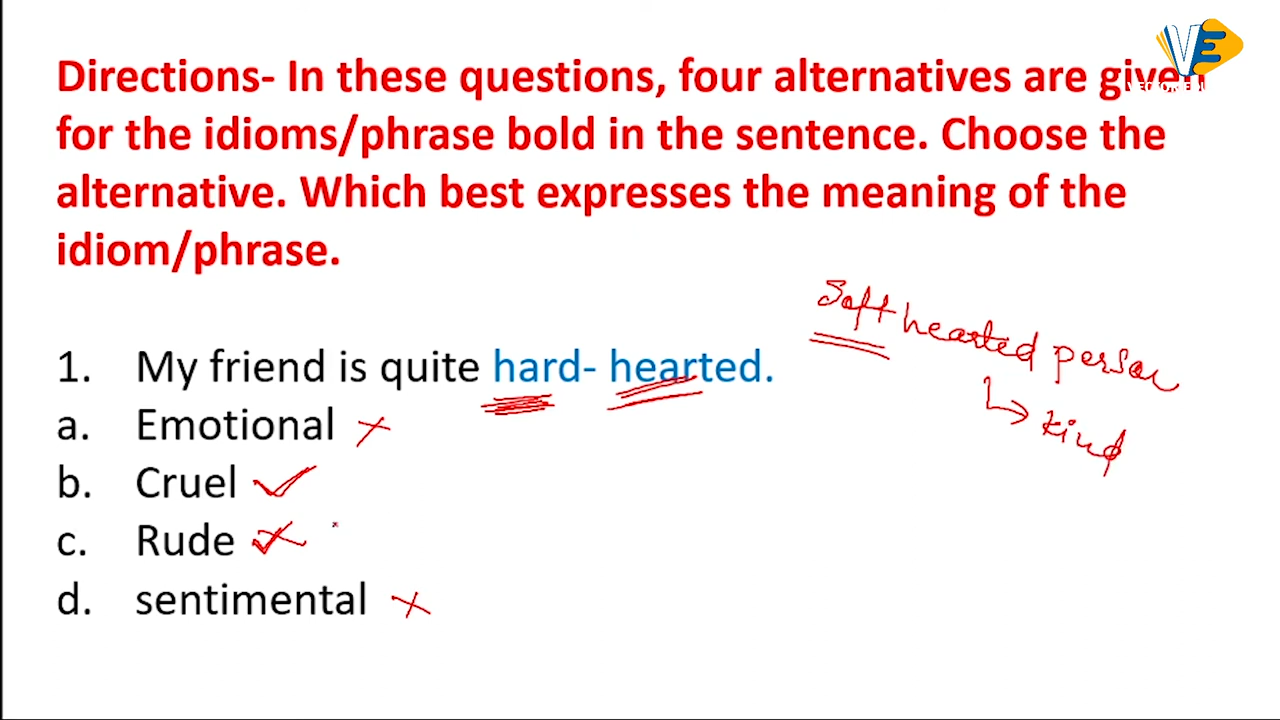 VE
Directions- In these questions, four alternatives are given
for the idioms/phrase bold in the sentence. Choose the
alternative. Which best expresses the meaning of the
idiom/phrase.
Soft hearted person
kind
1. My friend is quite hard- hearted.
a. Emotional
b. Cruel
c. Rude
d. sentimental